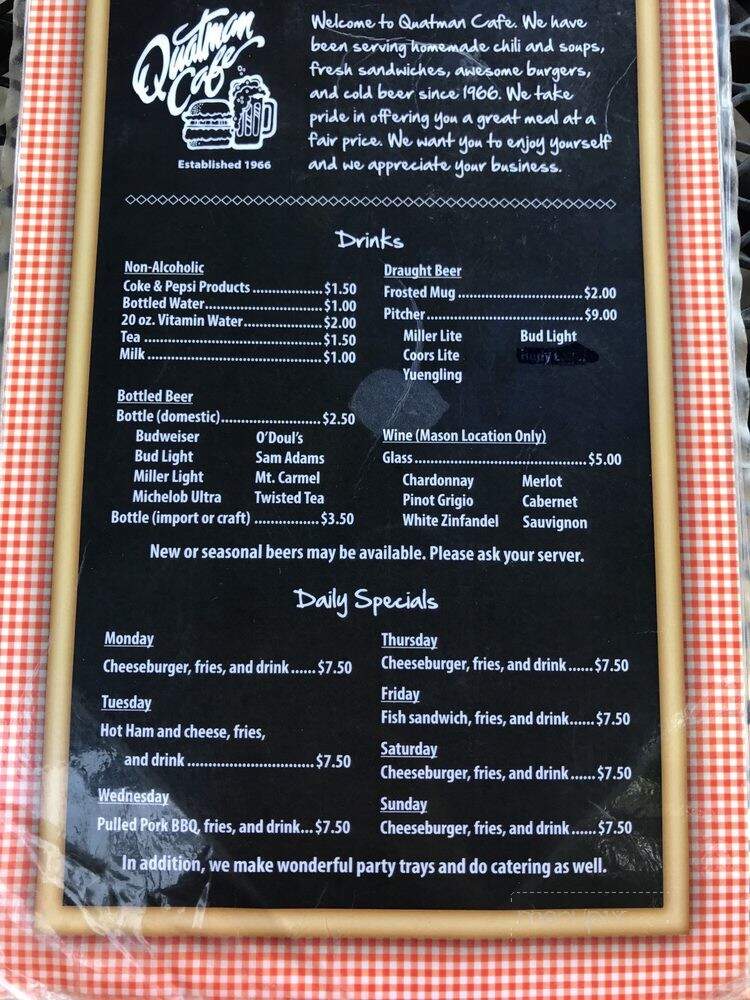 Quatman
Cafe
Established 1966
Welcome to Quatman Cafe. We have
been serving homemade chili and soups,
fresh sandwiches, awesome burgers,
and cold beer since 1966. We take
pride in offering you a great meal at a
fair price. We want you to enjoy yourself
and we appreciate your business.
Drinks
Non-Alcoholic
Coke & Pepsi Products ................. $1.50
Bottled Water............................. $1.00
20 oz. Vitamin Water................... $2.00
Tea ........................................... $1.50
Milk .......................................... $1.00
Bottled Beer
Bottle (domestic)........................ $2.50
Budweiser O'Doul's
Bud Light Sam Adams
Miller Light Mt. Carmel
Michelob Ultra Twisted Tea
Bottle (import or craft) ................ $3.50
Draught Beer
Frosted Mug ............................... $2.00
Pitcher ...................................... $9.00
Miller Lite Bud Light
Coors Lite
Yuengling
Wine (Mason Location Only)
Glass.......................................... $5.00
Chardonnay Merlot
Pinot Grigio Cabernet
White Zinfandel Sauvignon
New or seasonal beers may be available. Please ask your server.
Daily Specials
Monday
Cheeseburger, fries, and drink ...... $7.50
Tuesday
Hot Ham and cheese, fries,
and drink ............................... $7.50
Wednesday
Pulled Pork BBQ, fries, and drink... $7.50
Thursday
Cheeseburger, fries, and drink ...... $7.50
Friday
Fish sandwich, fries, and drink...... $7.50
Saturday
Cheeseburger, fries, and drink ...... $7.50
Sunday
Cheeseburger, fries, and drink ...... $7.50
In addition, we make wonderful party trays and do catering as well.